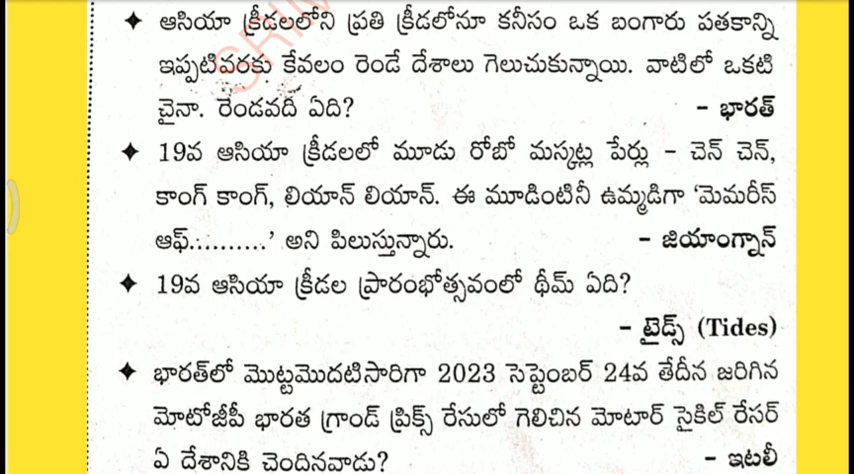 ✦ ఆసియా క్రీడలలోని ప్రతి క్రీడలోనూ కనీసం ఒక బంగారు పతకాన్ని
ఇప్పటివరకు కేవలం రెండే దేశాలు గెలుచుకున్నాయి. వాటిలో ఒకటి
చైనా. రెండవది ఏది? – భారత్
✦ 19వ ఆసియా క్రీడలలో మూడు రోబో మస్కట్ల పేర్లు – చెన్ చెన్,
కాంగ్ కాంగ్, లియాన్ లియాన్. ఈ మూడింటినీ ఉమ్మడిగా ‘మెమరీస్
ఆఫ్..........’ అని పిలుస్తున్నారు. – జియాంగ్నాన్
✦ 19వ ఆసియా క్రీడల ప్రారంభోత్సవంలో థీమ్ ఏది?
– టైడ్స్ (Tides)
✦ భారత్‌లో మొట్టమొదటిసారిగా 2023 సెప్టెంబర్ 24వ తేదీన జరిగిన
మోటోజీపీ భారత గ్రాండ్ ప్రిక్స్ రేసులో గెలిచిన మోటార్ సైకిల్ రేసర్
ఏ దేశానికి చెందినవాడు? – ఇటలీ